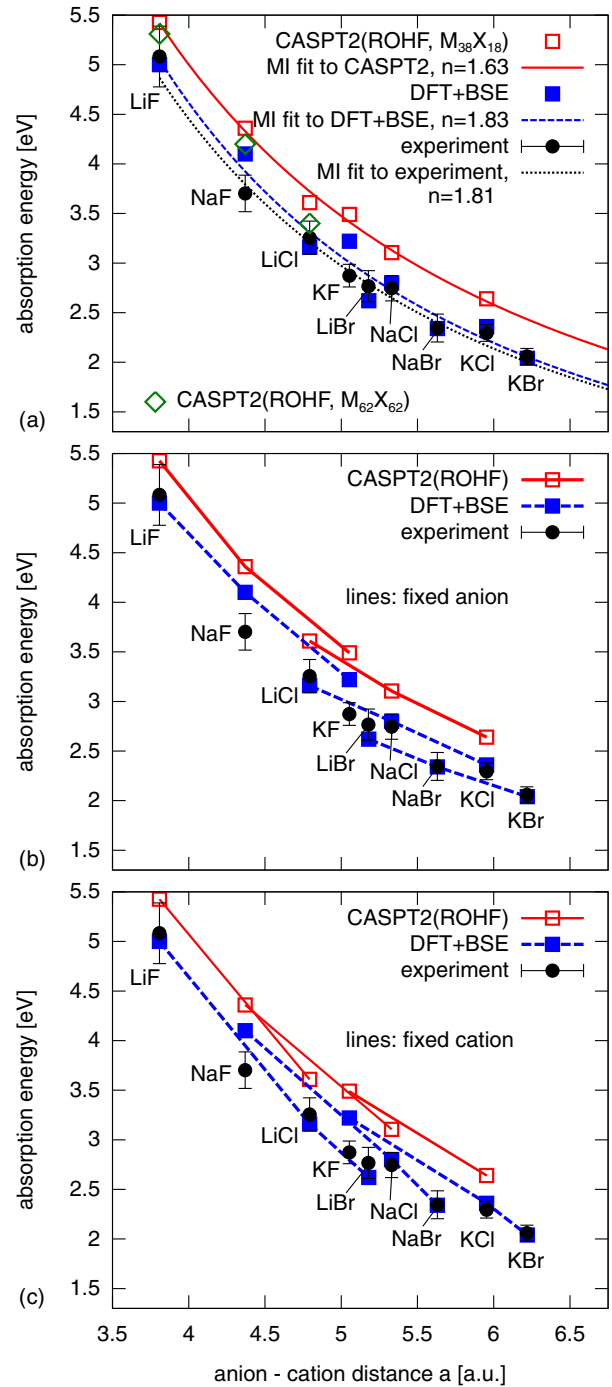 5.5
5
4.5
4
3.5
3
2.5
2
1.5
absorption energy [eV]
(a)
CASPT2(ROHF, M38X18)
MI fit to CASPT2, n=1.63
DFT+BSE
MI fit to DFT+BSE, n=1.83
experiment
MI fit to experiment,
n=1.81
LiF
NaF
LiCl
KF
LiBr
NaCl
NaBr
KCl
KBr
CASPT2(ROHF, M62X62)
5.5
5
4.5
4
3.5
3
2.5
2
1.5
absorption energy [eV]
(b)
CASPT2(ROHF)
DFT+BSE
experiment
lines: fixed anion
LiF
NaF
LiCl
KF
LiBr
NaCl
NaBr
KCl
KBr
5.5
5
4.5
4
3.5
3
2.5
2
1.5
absorption energy [eV]
(c)
CASPT2(ROHF)
DFT+BSE
experiment
lines: fixed cation
LiF
NaF
LiCl
KF
LiBr
NaCl
NaBr
KCl
KBr
3.5 4 4.5 5 5.5 6 6.5
anion - cation distance a [a.u.]